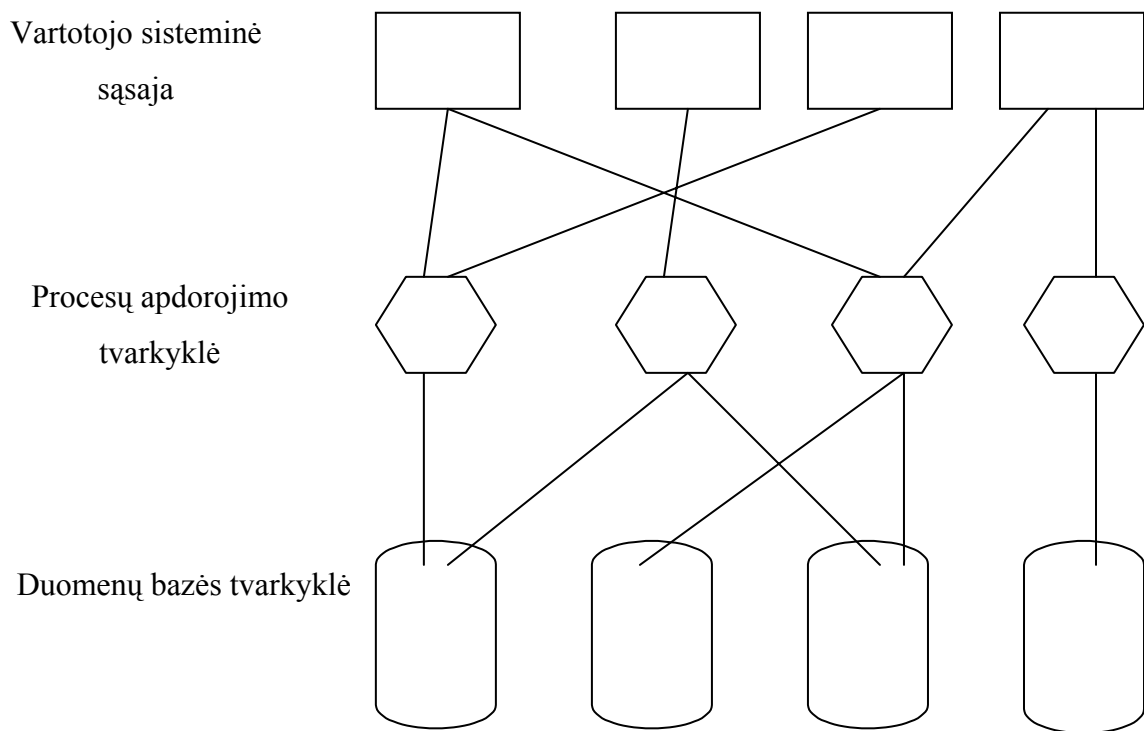 Vartotojo sisteminė
sąsaja
Procesų apdorojimo
tvarkyklė
Duomenų bazės tvarkyklė